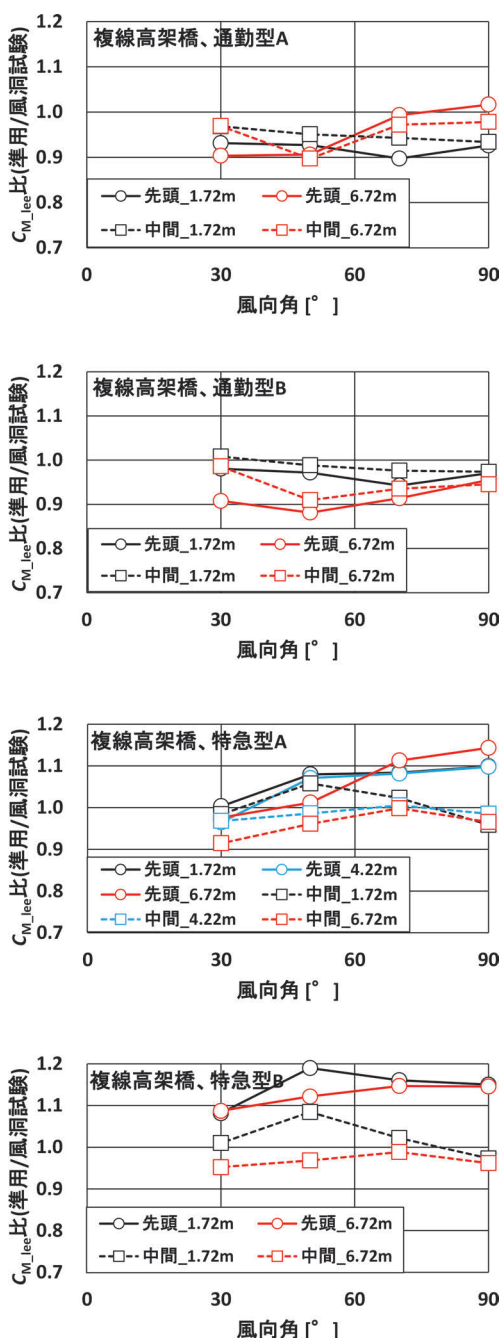 複線高架橋、通勤型A
C_M_lee比(準用/風洞試験)
1.2
1.1
1.0
0.9
0.8
0.7
先頭_1.72m
先頭_6.72m
中間_1.72m
中間_6.72m
0
30
60
90
風向角[°]
複線高架橋、通勤型B
C_M_lee比(準用/風洞試験)
1.2
1.1
1.0
0.9
0.8
0.7
先頭_1.72m
先頭_6.72m
中間_1.72m
中間_6.72m
0
30
60
90
風向角[°]
複線高架橋、特急型A
C_M_lee比(準用/風洞試験)
1.2
1.1
1.0
0.9
0.8
0.7
先頭_1.72m
先頭_4.22m
先頭_6.72m
中間_1.72m
中間_4.22m
中間_6.72m
0
30
60
90
風向角[°]
複線高架橋、特急型B
C_M_lee比(準用/風洞試験)
1.2
1.1
1.0
0.9
0.8
0.7
先頭_1.72m
先頭_6.72m
中間_1.72m
中間_6.72m
0
30
60
90
風向角[°]